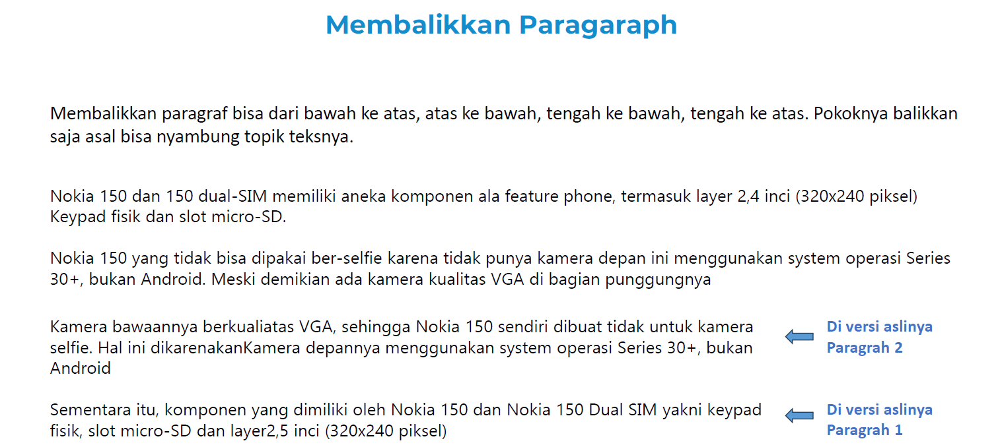 Membalikkan Paragaraph
Membalikkan paragraf bisa dari bawah ke atas, atas ke bawah, tengah ke bawah, tengah ke atas. Pokoknya balikkan
saja asal bisa nyambung topik teksnya.
Nokia 150 dan 150 dual-SIM memiliki aneka komponen ala feature phone, termasuk layer 2,4 inci (320x240 piksel)
Keypad fisik dan slot micro-SD.
Nokia 150 yang tidak bisa dipakai ber-selfie karena tidak punya kamera depan ini menggunakan system operasi Series
30+, bukan Android. Meski demikian ada kamera kualitas VGA di bagian punggungnya
Kamera bawaannya berkualiatas VGA, sehingga Nokia 150 sendiri dibuat tidak untuk kamera
selfie. Hal ini dikarenakanKamera depannya menggunakan system operasi Series 30+, bukan
Android
Di versi aslinya
Paragrah 2
Sementara itu, komponen yang dimiliki oleh Nokia 150 dan Nokia 150 Dual SIM yakni keypad
fisik, slot micro-SD dan layer2,5 inci (320x240 piksel)
Di versi aslinya
Paragrah 1